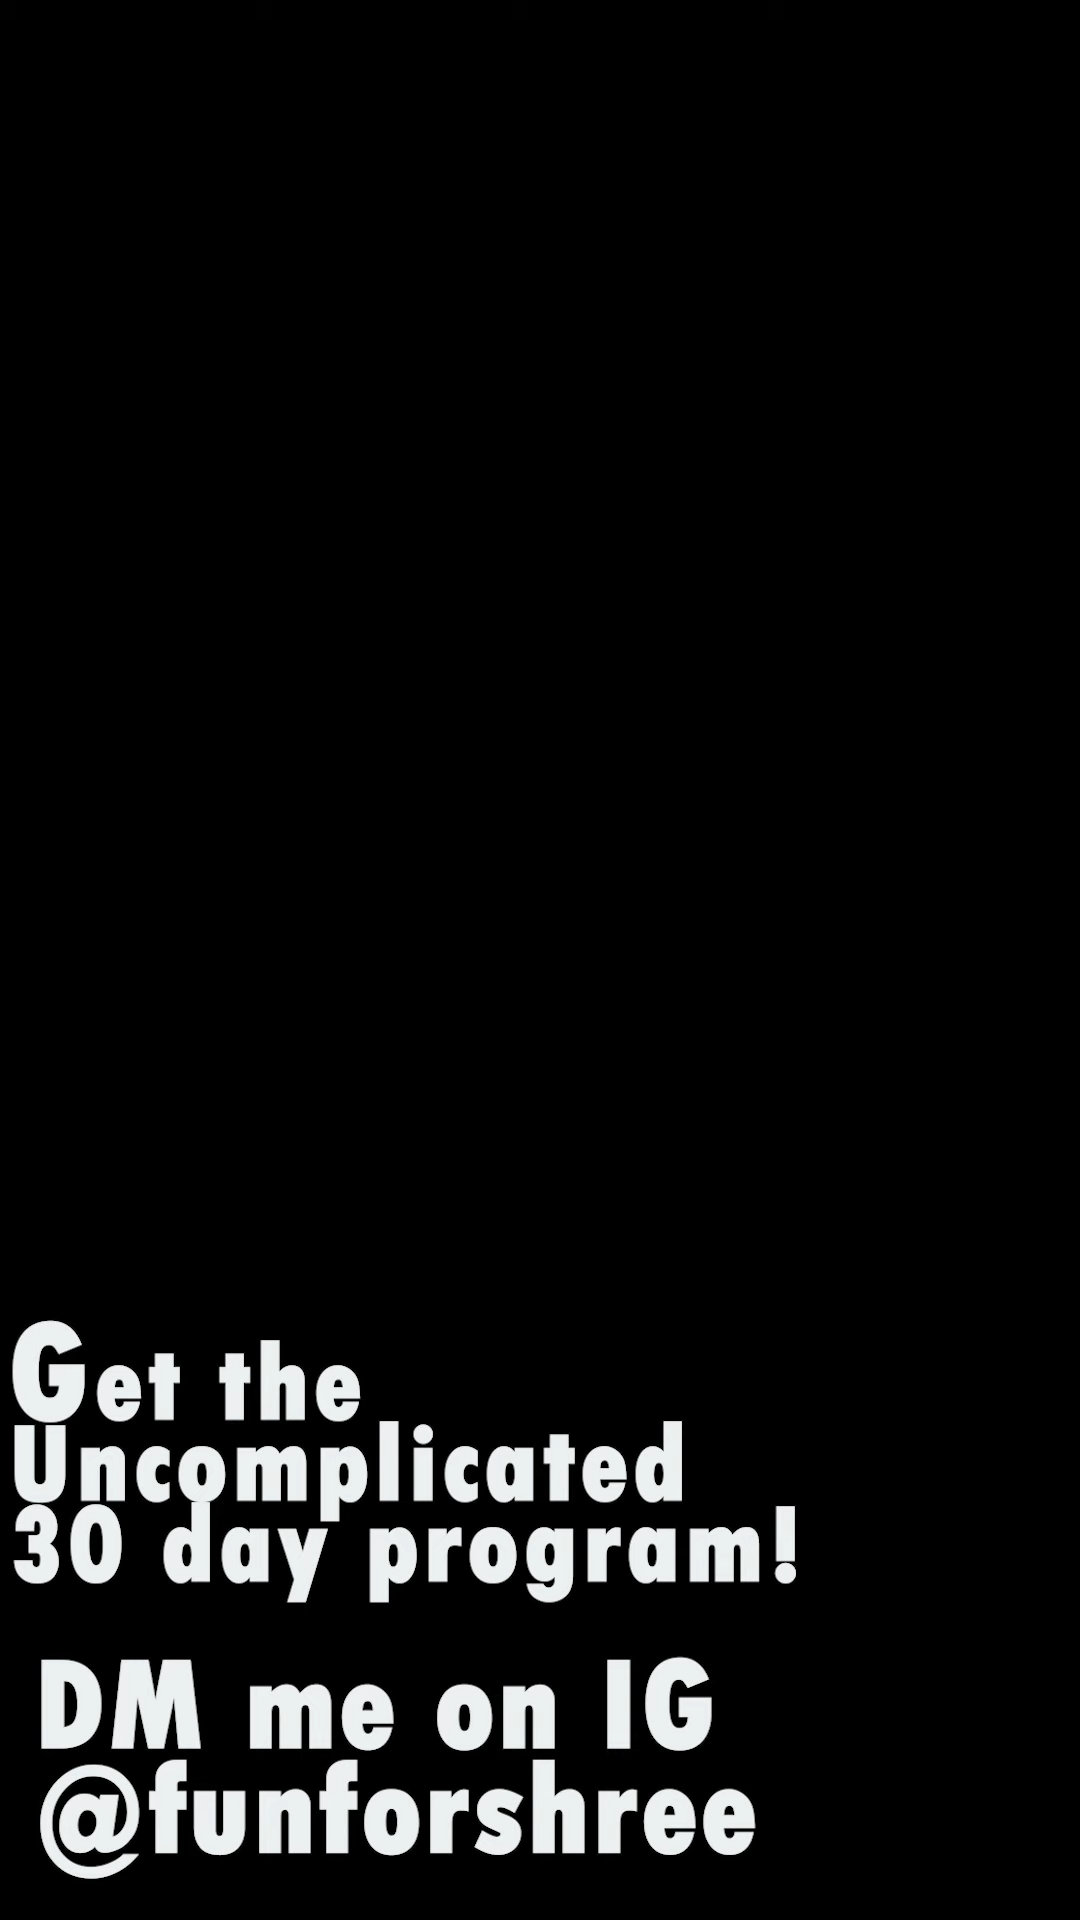 Get the
Uncomplicated
30 day program!
DM me on IG
@funforshree